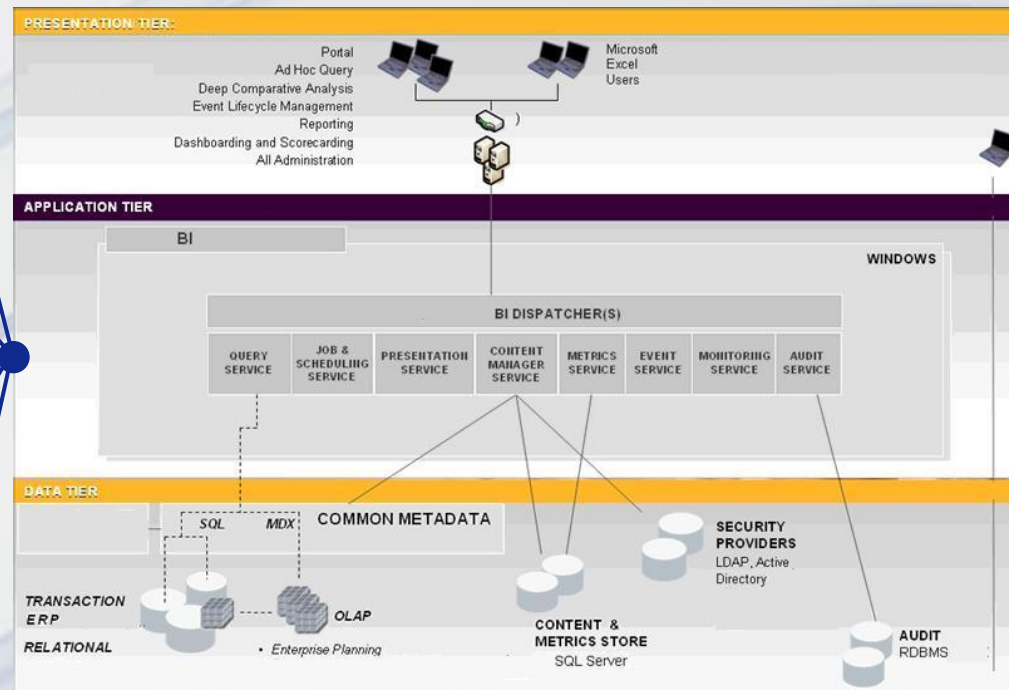 PRESENTATION TIER:
Portal
Ad Hoc Query
Deep Comparative Analysis
Event Lifecycle Management
Reporting
Dashboarding and Scorecarding
All Administration
Microsoft
Excel
Users
)
APPLICATION TIER
BI
WINDOWS
BI DISPATCHER(S)
QUERY
SERVICE
JOB &
SCHEDULING
SERVICE
PRESENTATION
SERVICE
CONTENT
MANAGER
SERVICE
METRICS
SERVICE
EVENT
SERVICE
MONITORING
SERVICE
AUDIT
SERVICE
DATA TIER
SQL
MDX
COMMON METADATA
SECURITY
PROVIDERS
LDAP, Active
Directory
TRANSACTION
ERP
RELATIONAL
OLAP
• Enterprise Planning
CONTENT &
METRICS STORE
SQL Server
AUDIT
RDBMS